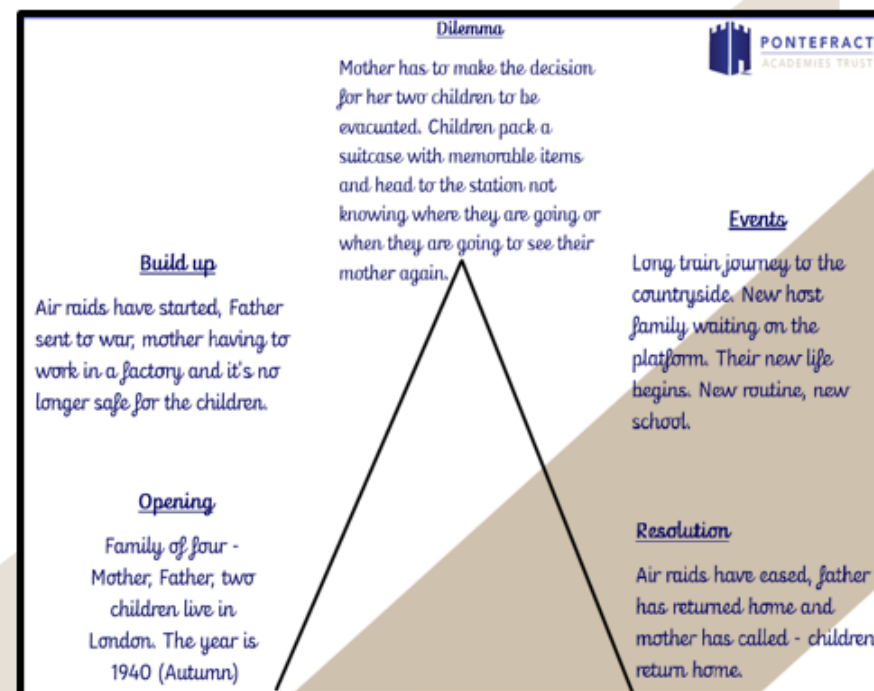 Dilemma
Mother has to make the decision
for her two children to be
evacuated. Children pack a
suitcase with memorable items
and head to the station not
knowing where they are going or
when they are going to see their
mother again.
PONTEFRACT
ACADEMIES TRUST
Build up
Air raids have started, Father
sent to war, mother having to
work in a factory and it's no
longer safe for the children.
Events
Long train journey to the
countryside. New host
family waiting on the
platform. Their new life
begins. New routine, new
school.
Opening
Family of four -
Mother, Father, two
children live in
London. The year is
1940 (Autumn)
Resolution
Air raids have eased, father
has returned home and
mother has called - children
return home.